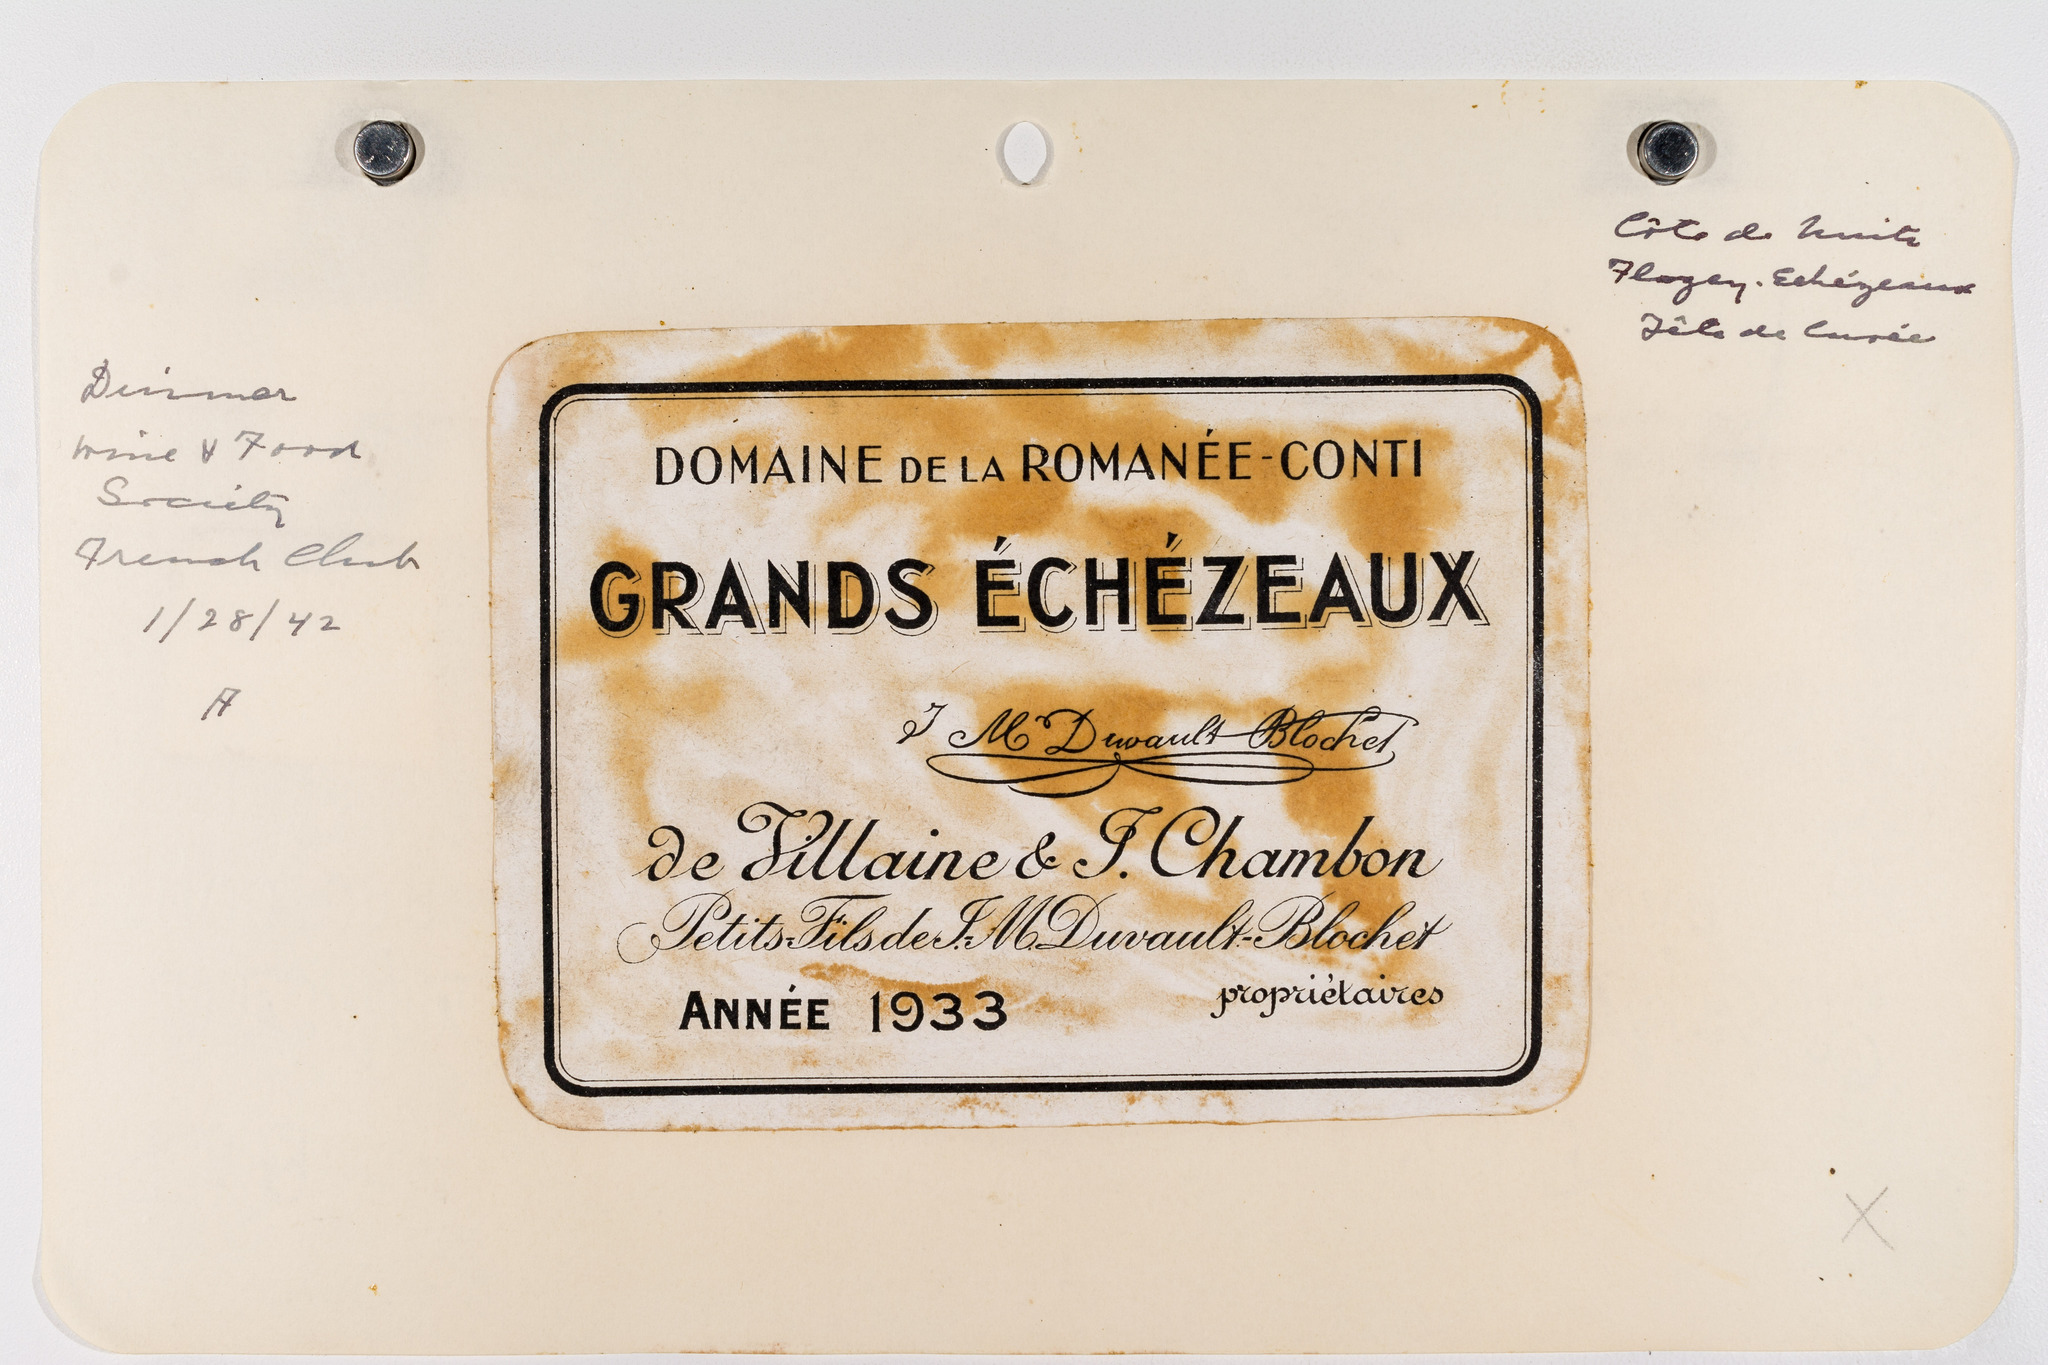 Côte de Nuits
Flagey-Echézeaux
Tête de Cuvée
Dinner
Wine & Food
Society
French Club
1/28/42
A
DOMAINE DE LA ROMANÉE-CONTI
GRANDS ÉCHÉZEAUX
J M Duvault-Blochet
de Villaine & J. Chambon
Petits-Fils de J.M. Duvault-Blochet
propriétaires
ANNÉE 1933
X